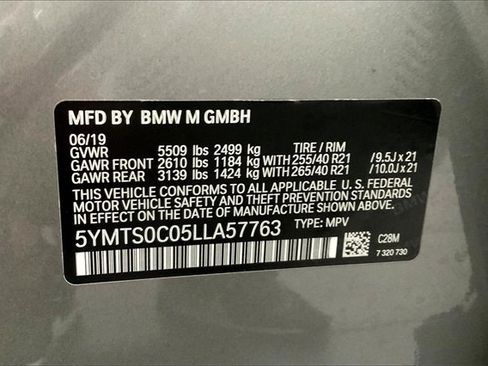 MFD BY BMW M GMBH
06/19 TIRE / RIM
GVWR 5509 lbs 2499 kg
GAWR FRONT 2610 lbs 1184 kg WITH 255/40 R21 /9.5J x 21
GAWR REAR 3139 lbs 1424 kg WITH 265/40 R21 /10.0J x 21
THIS VEHICLE CONFORMS TO ALL APPLICABLE U.S. FEDERAL
MOTOR VEHICLE SAFETY AND THEFT PREVENTION STANDARDS
IN EFFECT ON THE DATE OF MANUFACTURE SHOWN ABOVE.
5YMTS0C05LLA57763 TYPE: MPV
C28M
7 320 730